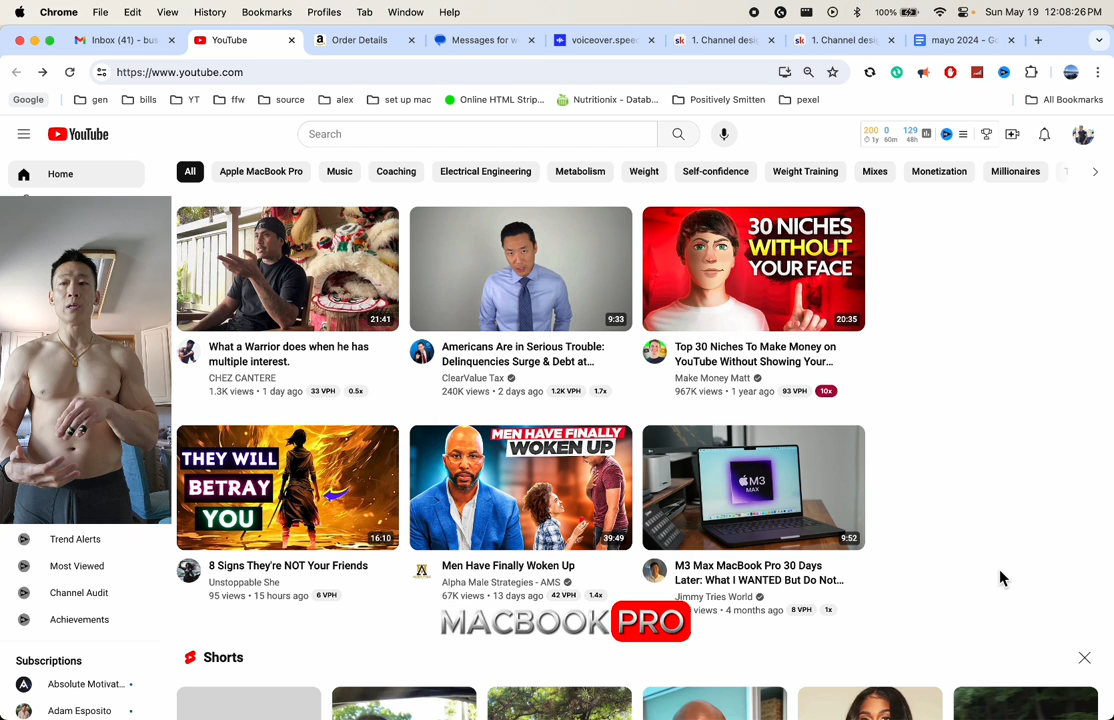 Chrome File Edit View History Bookmarks Profiles Tab Window Help 100% Sun May 19 12:08:26 PM
Inbox (41) - bus YouTube Order Details Messages for w voiceover.spee 1. Channel desig 1. Channel desig mayo 2024 - Go
https://www.youtube.com
Google gen bills YT ffw source alex set up mac Online HTML Strip... Nutritionix - Datab... Positively Smitten pexel All Bookmarks
YouTube Search 200 0 129
1y 60m 48h
Home All Apple MacBook Pro Music Coaching Electrical Engineering Metabolism Weight Self-confidence Weight Training Mixes Monetization Millionaires
30 NICHES
WITHOUT
YOUR FACE
21:41 9:33 20:35
What a Warrior does when he has
multiple interest.
CHEZ CANTERE
1.3K views • 1 day ago 33 VPH 0.5x
Americans Are in Serious Trouble:
Delinquencies Surge & Debt at...
ClearValue Tax
240K views • 2 days ago 1.2K VPH 1.7x
Top 30 Niches To Make Money on
YouTube Without Showing Your...
Make Money Matt
967K views • 1 year ago 93 VPH 10x
THEY WILL
BETRAY
YOU
16:10
MEN HAVE FINALLY
WOKEN UP
39:49
M3
MAX
9:52
8 Signs They're NOT Your Friends
Unstoppable She
95 views • 15 hours ago 6 VPH
Men Have Finally Woken Up
Alpha Male Strategies - AMS
67K views • 13 days ago 42 VPH 1.4x
M3 Max MacBook Pro 30 Days
Later: What I WANTED But Do Not...
Jimmy Tries World
views • 4 months ago 8 VPH 1x
MACBOOK PRO
Trend Alerts
Most Viewed
Channel Audit
Achievements
Subscriptions
Absolute Motivat...
Adam Esposito
Shorts